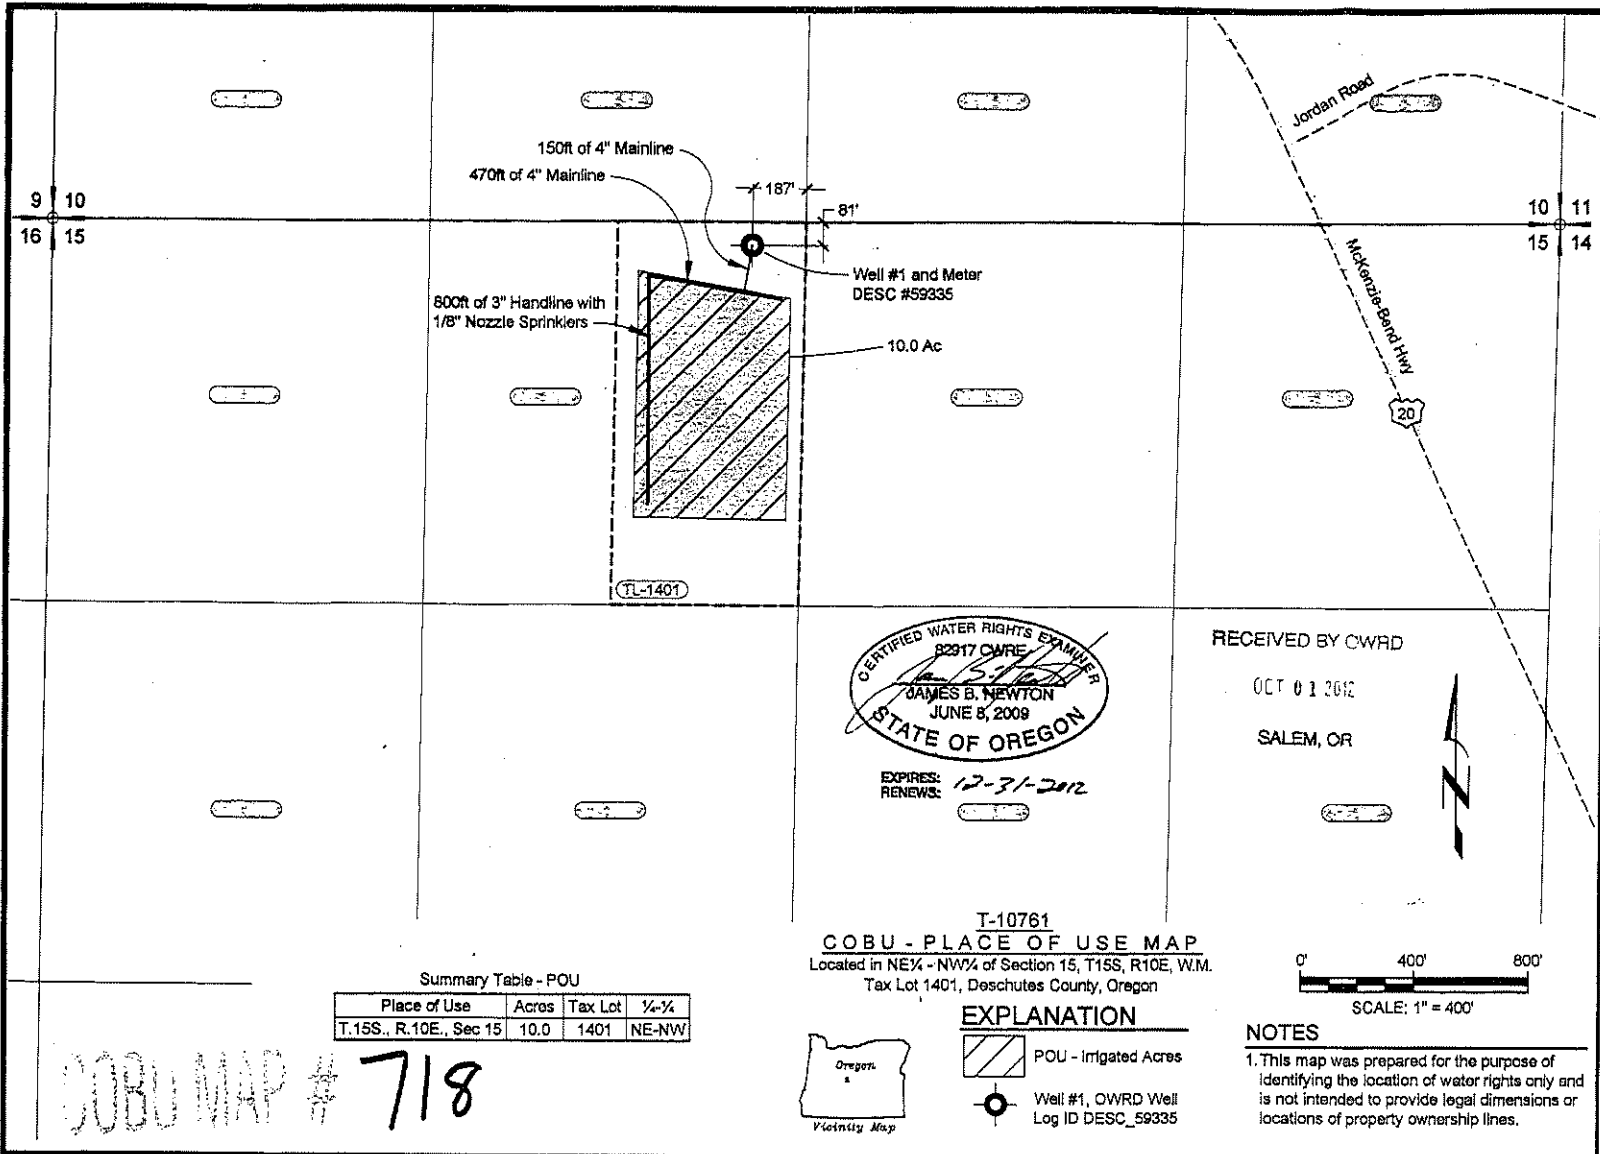 Jordan Road
150ft of 4" Mainline
470ft of 4" Mainline
187'
81'
9 10
16 15
10 11
15 14
McKenzie-Bend Hwy
20
Well #1 and Meter
DESC #59335
800ft of 3" Handline with
1/8" Nozzle Sprinklers
10.0 Ac
TL-1401
CERTIFIED WATER RIGHTS EXAMINER
82917 CWRE
JAMES B. NEWTON
JUNE 8, 2009
STATE OF OREGON
EXPIRES:
RENEWS: 12-31-2012
RECEIVED BY OWRD
OCT 01 2012
SALEM, OR
N
T-10761
COBU - PLACE OF USE MAP
Located in NE¼ - NW¼ of Section 15, T15S, R10E, W.M.
Tax Lot 1401, Deschutes County, Oregon
0' 400' 800'
SCALE: 1" = 400'
Summary Table - POU
Place of Use Acres Tax Lot ¼-¼
T.15S., R.10E., Sec 15 10.0 1401 NE-NW
EXPLANATION
POU - Irrigated Acres
Well #1, OWRD Well
Log ID DESC_59335
Oregon
Vicinity Map
NOTES
1. This map was prepared for the purpose of
identifying the location of water rights only and
is not intended to provide legal dimensions or
locations of property ownership lines.
COBU MAP # 718